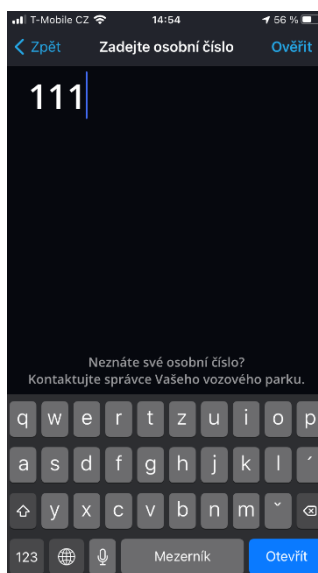 T-Mobile CZ 14:54 56 %
Zpět Zadejte osobní číslo Ověřit
111
Neznáte své osobní číslo?
Kontaktujte správce Vašeho vozového parku.
q w e r t z u i o p
a s d f g h j k l ´
y x c v b n m ˇ
123 Mezerník Otevřít